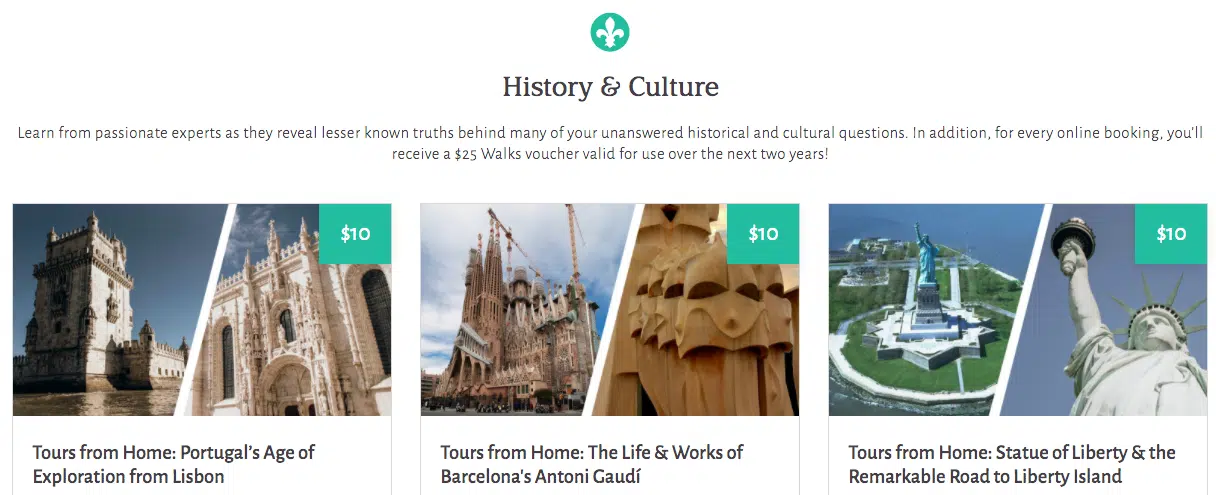 History & Culture
Learn from passionate experts as they reveal lesser known truths behind many of your unanswered historical and cultural questions. In addition, for every online booking, you'll
receive a $25 Walks voucher valid for use over the next two years!
$10
$10
$10
Tours from Home: Portugal’s Age of
Exploration from Lisbon
Tours from Home: The Life & Works of
Barcelona's Antoni Gaudí
Tours from Home: Statue of Liberty & the
Remarkable Road to Liberty Island